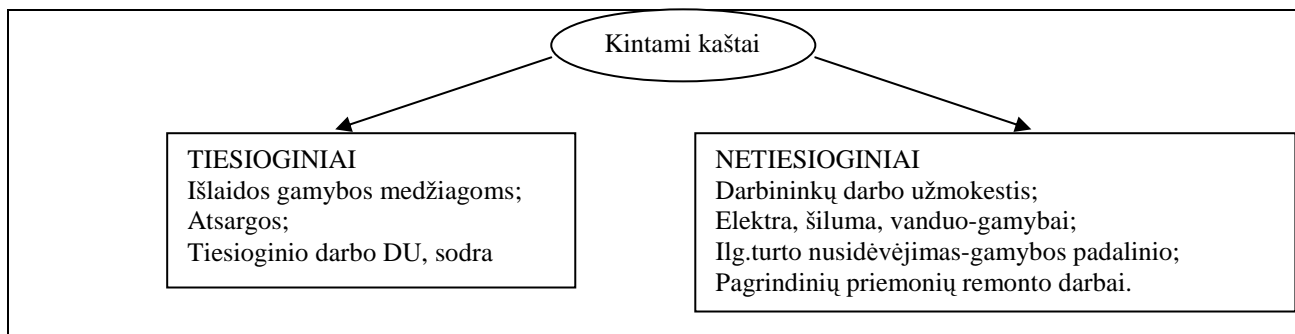 Kintami kaštai
TIESIOGINIAI
Išlaidos gamybos medžiagoms;
Atsargos;
Tiesioginio darbo DU, sodra
NETIESIOGINIAI
Darbininkų darbo užmokestis;
Elektra, šiluma, vanduo-gamybai;
Ilg.turto nusidėvėjimas-gamybos padalinio;
Pagrindinių priemonių remonto darbai.